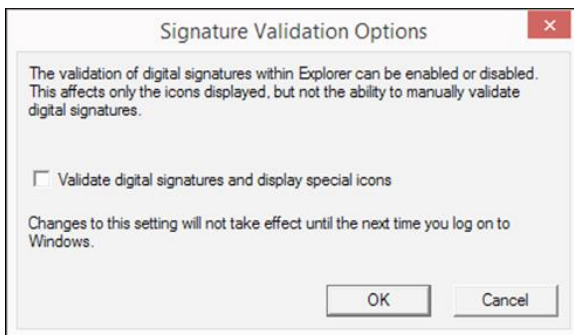 Signature Validation Options
The validation of digital signatures within Explorer can be enabled or disabled.
This affects only the icons displayed, but not the ability to manually validate
digital signatures.
Validate digital signatures and display special icons
Changes to this setting will not take effect until the next time you log on to
Windows.
OK Cancel